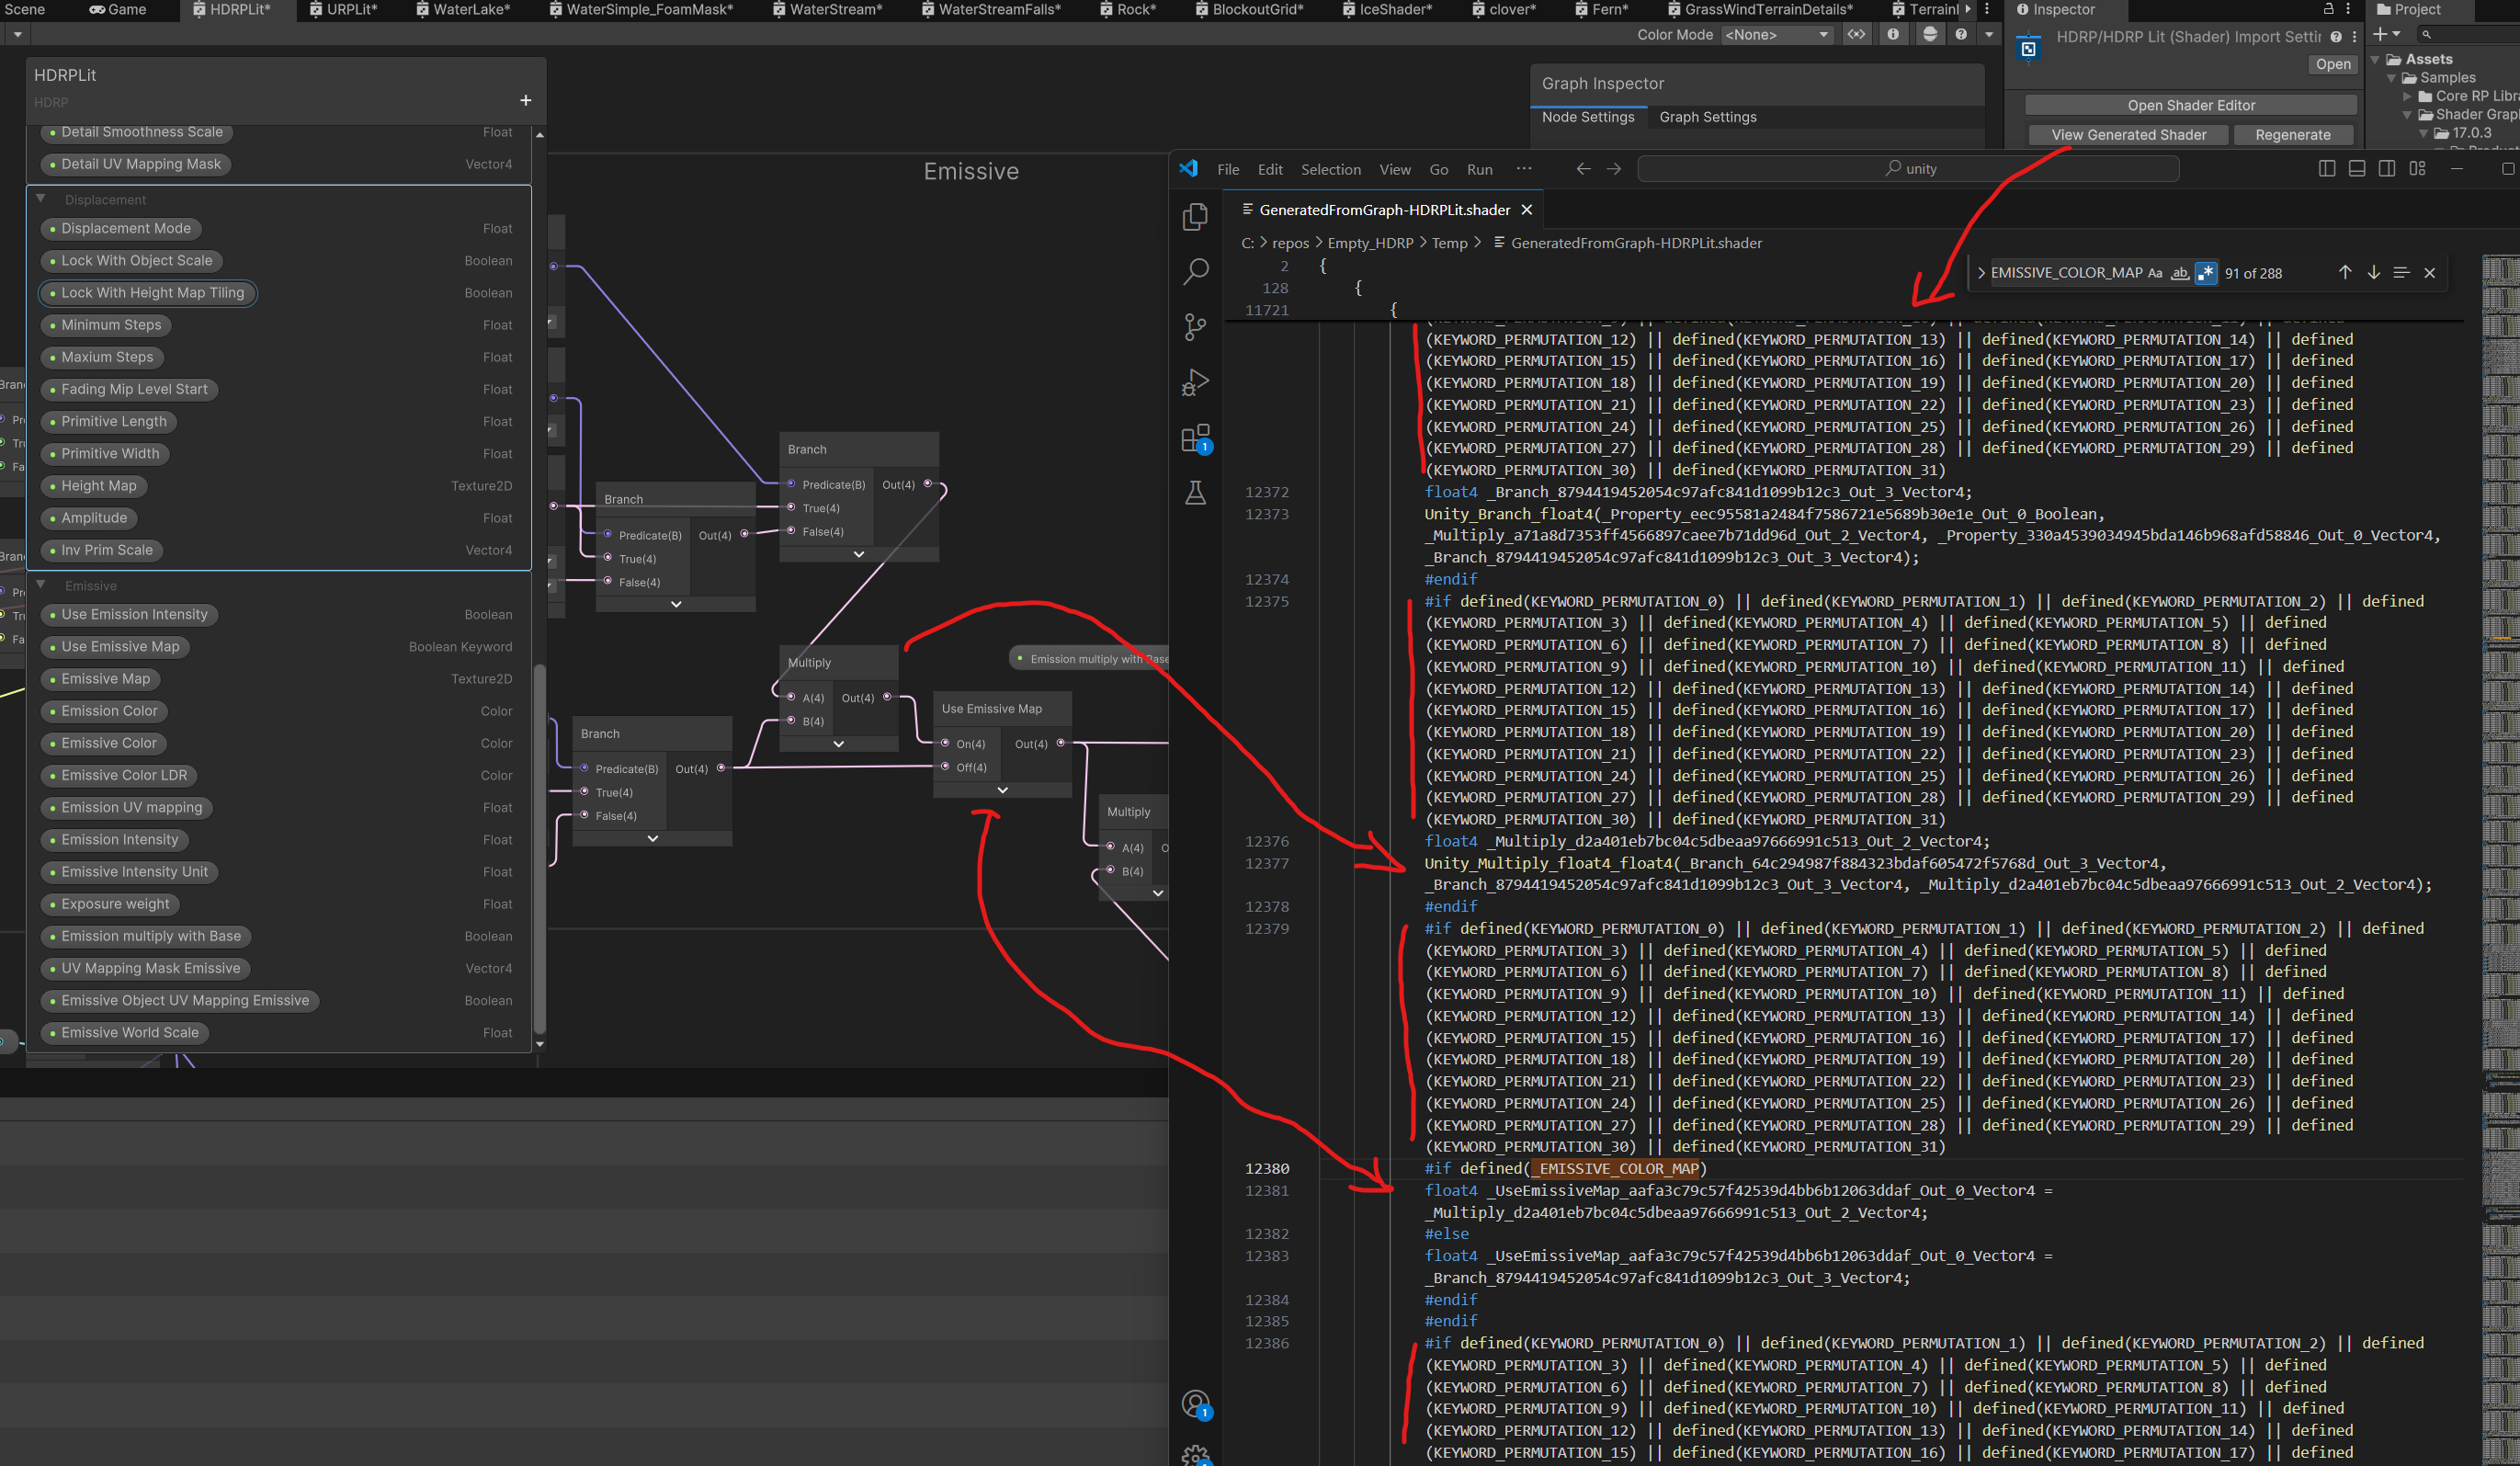 Scene
Game
HDRPLit*
URPLit*
WaterLake*
WaterSimple_FoamMask*
WaterStream*
WaterStreamFalls*
Rock*
BlockoutGrid*
IceShader*
clover*
Fern*
GrassWindTerrainDetails*
Terrain
Inspector
Project
Color Mode <None>
HDRP/HDRP Lit (Shader) Import Settin
Open
Open Shader Editor
View Generated Shader
Regenerate
Assets
Samples
Core RP Libra
Shader Grap
17.0.3
HDRPLit
HDRP
+
Detail Smoothness Scale Float
Detail UV Mapping Mask Vector4
Displacement
Displacement Mode Float
Lock With Object Scale Boolean
Lock With Height Map Tiling Boolean
Minimum Steps Float
Maxium Steps Float
Fading Mip Level Start Float
Primitive Length Float
Primitive Width Float
Height Map Texture2D
Amplitude Float
Inv Prim Scale Vector4
Emissive
Use Emission Intensity Boolean
Use Emissive Map Boolean Keyword
Emissive Map Texture2D
Emission Color Color
Emissive Color Color
Emissive Color LDR Color
Emission UV mapping Float
Emission Intensity Float
Emissive Intensity Unit Float
Exposure weight Float
Emission multiply with Base Boolean
UV Mapping Mask Emissive Vector4
Emissive Object UV Mapping Emissive Boolean
Emissive World Scale Float
Emissive
Branch
Predicate(B) Out(4)
True(4)
False(4)
Branch
Predicate(B) Out(4)
True(4)
False(4)
Multiply
A(4) Out(4)
B(4)
Emission multiply with Base
Use Emissive Map
On(4) Out(4)
Off(4)
Branch
Predicate(B) Out(4)
True(4)
False(4)
Multiply
A(4)
B(4)
Graph Inspector
Node Settings Graph Settings
File Edit Selection View Go Run ···
unity
GeneratedFromGraph-HDRPLit.shader
C: > repos > Empty_HDRP > Temp > GeneratedFromGraph-HDRPLit.shader
EMISSIVE_COLOR_MAP Aa ab 91 of 288
2 {
128 {
11721 {
(KEYWORD_PERMUTATION_12) || defined(KEYWORD_PERMUTATION_13) || defined(KEYWORD_PERMUTATION_14) || defined
(KEYWORD_PERMUTATION_15) || defined(KEYWORD_PERMUTATION_16) || defined(KEYWORD_PERMUTATION_17) || defined
(KEYWORD_PERMUTATION_18) || defined(KEYWORD_PERMUTATION_19) || defined(KEYWORD_PERMUTATION_20) || defined
(KEYWORD_PERMUTATION_21) || defined(KEYWORD_PERMUTATION_22) || defined(KEYWORD_PERMUTATION_23) || defined
(KEYWORD_PERMUTATION_24) || defined(KEYWORD_PERMUTATION_25) || defined(KEYWORD_PERMUTATION_26) || defined
(KEYWORD_PERMUTATION_27) || defined(KEYWORD_PERMUTATION_28) || defined(KEYWORD_PERMUTATION_29) || defined
(KEYWORD_PERMUTATION_30) || defined(KEYWORD_PERMUTATION_31)
12372 float4 _Branch_8794419452054c97afc841d1099b12c3_Out_3_Vector4;
12373 Unity_Branch_float4(_Property_eec95581a2484f7586721e5689b30e1e_Out_0_Boolean,
_Multiply_a71a8d7353ff4566897caee7b71dd96d_Out_2_Vector4, _Property_330a4539034945bda146b968afd58846_Out_0_Vector4,
_Branch_8794419452054c97afc841d1099b12c3_Out_3_Vector4);
12374 #endif
12375 #if defined(KEYWORD_PERMUTATION_0) || defined(KEYWORD_PERMUTATION_1) || defined(KEYWORD_PERMUTATION_2) || defined
(KEYWORD_PERMUTATION_3) || defined(KEYWORD_PERMUTATION_4) || defined(KEYWORD_PERMUTATION_5) || defined
(KEYWORD_PERMUTATION_6) || defined(KEYWORD_PERMUTATION_7) || defined(KEYWORD_PERMUTATION_8) || defined
(KEYWORD_PERMUTATION_9) || defined(KEYWORD_PERMUTATION_10) || defined(KEYWORD_PERMUTATION_11) || defined
(KEYWORD_PERMUTATION_12) || defined(KEYWORD_PERMUTATION_13) || defined(KEYWORD_PERMUTATION_14) || defined
(KEYWORD_PERMUTATION_15) || defined(KEYWORD_PERMUTATION_16) || defined(KEYWORD_PERMUTATION_17) || defined
(KEYWORD_PERMUTATION_18) || defined(KEYWORD_PERMUTATION_19) || defined(KEYWORD_PERMUTATION_20) || defined
(KEYWORD_PERMUTATION_21) || defined(KEYWORD_PERMUTATION_22) || defined(KEYWORD_PERMUTATION_23) || defined
(KEYWORD_PERMUTATION_24) || defined(KEYWORD_PERMUTATION_25) || defined(KEYWORD_PERMUTATION_26) || defined
(KEYWORD_PERMUTATION_27) || defined(KEYWORD_PERMUTATION_28) || defined(KEYWORD_PERMUTATION_29) || defined
(KEYWORD_PERMUTATION_30) || defined(KEYWORD_PERMUTATION_31)
12376 float4 _Multiply_d2a401eb7bc04c5dbeaa97666991c513_Out_2_Vector4;
12377 Unity_Multiply_float4_float4(_Branch_64c294987f884323bdaf605472f5768d_Out_3_Vector4,
_Branch_8794419452054c97afc841d1099b12c3_Out_3_Vector4, _Multiply_d2a401eb7bc04c5dbeaa97666991c513_Out_2_Vector4);
12378 #endif
12379 #if defined(KEYWORD_PERMUTATION_0) || defined(KEYWORD_PERMUTATION_1) || defined(KEYWORD_PERMUTATION_2) || defined
(KEYWORD_PERMUTATION_3) || defined(KEYWORD_PERMUTATION_4) || defined(KEYWORD_PERMUTATION_5) || defined
(KEYWORD_PERMUTATION_6) || defined(KEYWORD_PERMUTATION_7) || defined(KEYWORD_PERMUTATION_8) || defined
(KEYWORD_PERMUTATION_9) || defined(KEYWORD_PERMUTATION_10) || defined(KEYWORD_PERMUTATION_11) || defined
(KEYWORD_PERMUTATION_12) || defined(KEYWORD_PERMUTATION_13) || defined(KEYWORD_PERMUTATION_14) || defined
(KEYWORD_PERMUTATION_15) || defined(KEYWORD_PERMUTATION_16) || defined(KEYWORD_PERMUTATION_17) || defined
(KEYWORD_PERMUTATION_18) || defined(KEYWORD_PERMUTATION_19) || defined(KEYWORD_PERMUTATION_20) || defined
(KEYWORD_PERMUTATION_21) || defined(KEYWORD_PERMUTATION_22) || defined(KEYWORD_PERMUTATION_23) || defined
(KEYWORD_PERMUTATION_24) || defined(KEYWORD_PERMUTATION_25) || defined(KEYWORD_PERMUTATION_26) || defined
(KEYWORD_PERMUTATION_27) || defined(KEYWORD_PERMUTATION_28) || defined(KEYWORD_PERMUTATION_29) || defined
(KEYWORD_PERMUTATION_30) || defined(KEYWORD_PERMUTATION_31)
12380 #if defined(_EMISSIVE_COLOR_MAP)
12381 float4 _UseEmissiveMap_aafa3c79c57f42539d4bb6b12063ddaf_Out_0_Vector4 =
_Multiply_d2a401eb7bc04c5dbeaa97666991c513_Out_2_Vector4;
12382 #else
12383 float4 _UseEmissiveMap_aafa3c79c57f42539d4bb6b12063ddaf_Out_0_Vector4 =
_Branch_8794419452054c97afc841d1099b12c3_Out_3_Vector4;
12384 #endif
12385 #endif
12386 #if defined(KEYWORD_PERMUTATION_0) || defined(KEYWORD_PERMUTATION_1) || defined(KEYWORD_PERMUTATION_2) || defined
(KEYWORD_PERMUTATION_3) || defined(KEYWORD_PERMUTATION_4) || defined(KEYWORD_PERMUTATION_5) || defined
(KEYWORD_PERMUTATION_6) || defined(KEYWORD_PERMUTATION_7) || defined(KEYWORD_PERMUTATION_8) || defined
(KEYWORD_PERMUTATION_9) || defined(KEYWORD_PERMUTATION_10) || defined(KEYWORD_PERMUTATION_11) || defined
(KEYWORD_PERMUTATION_12) || defined(KEYWORD_PERMUTATION_13) || defined(KEYWORD_PERMUTATION_14) || defined
(KEYWORD_PERMUTATION_15) || defined(KEYWORD_PERMUTATION_16) || defined(KEYWORD_PERMUTATION_17) || defined